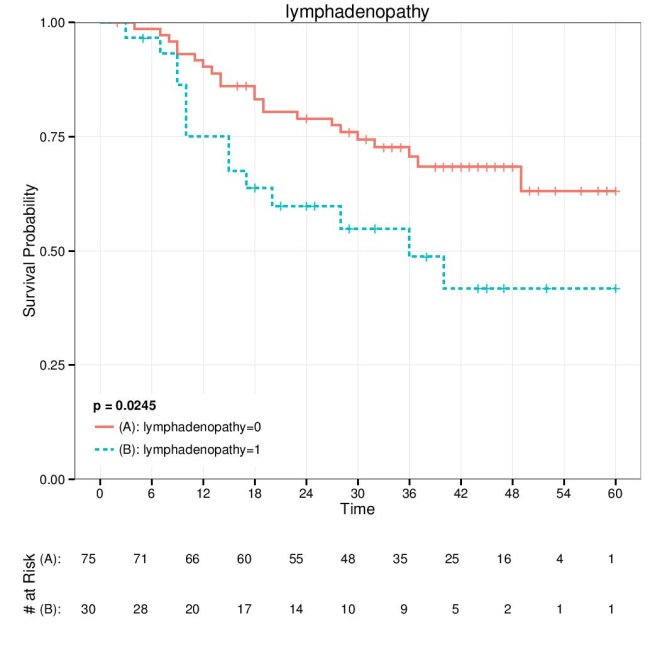 lymphadenopathy
1.00
0.75
0.50
0.25
0.00
Survival Probability
p = 0.0245
(A): lymphadenopathy=0
(B): lymphadenopathy=1
0 6 12 18 24 30 36 42 48 54 60
Time
# at Risk
(A): 75 71 66 60 55 48 35 25 16 4 1
(B): 30 28 20 17 14 10 9 5 2 1 1